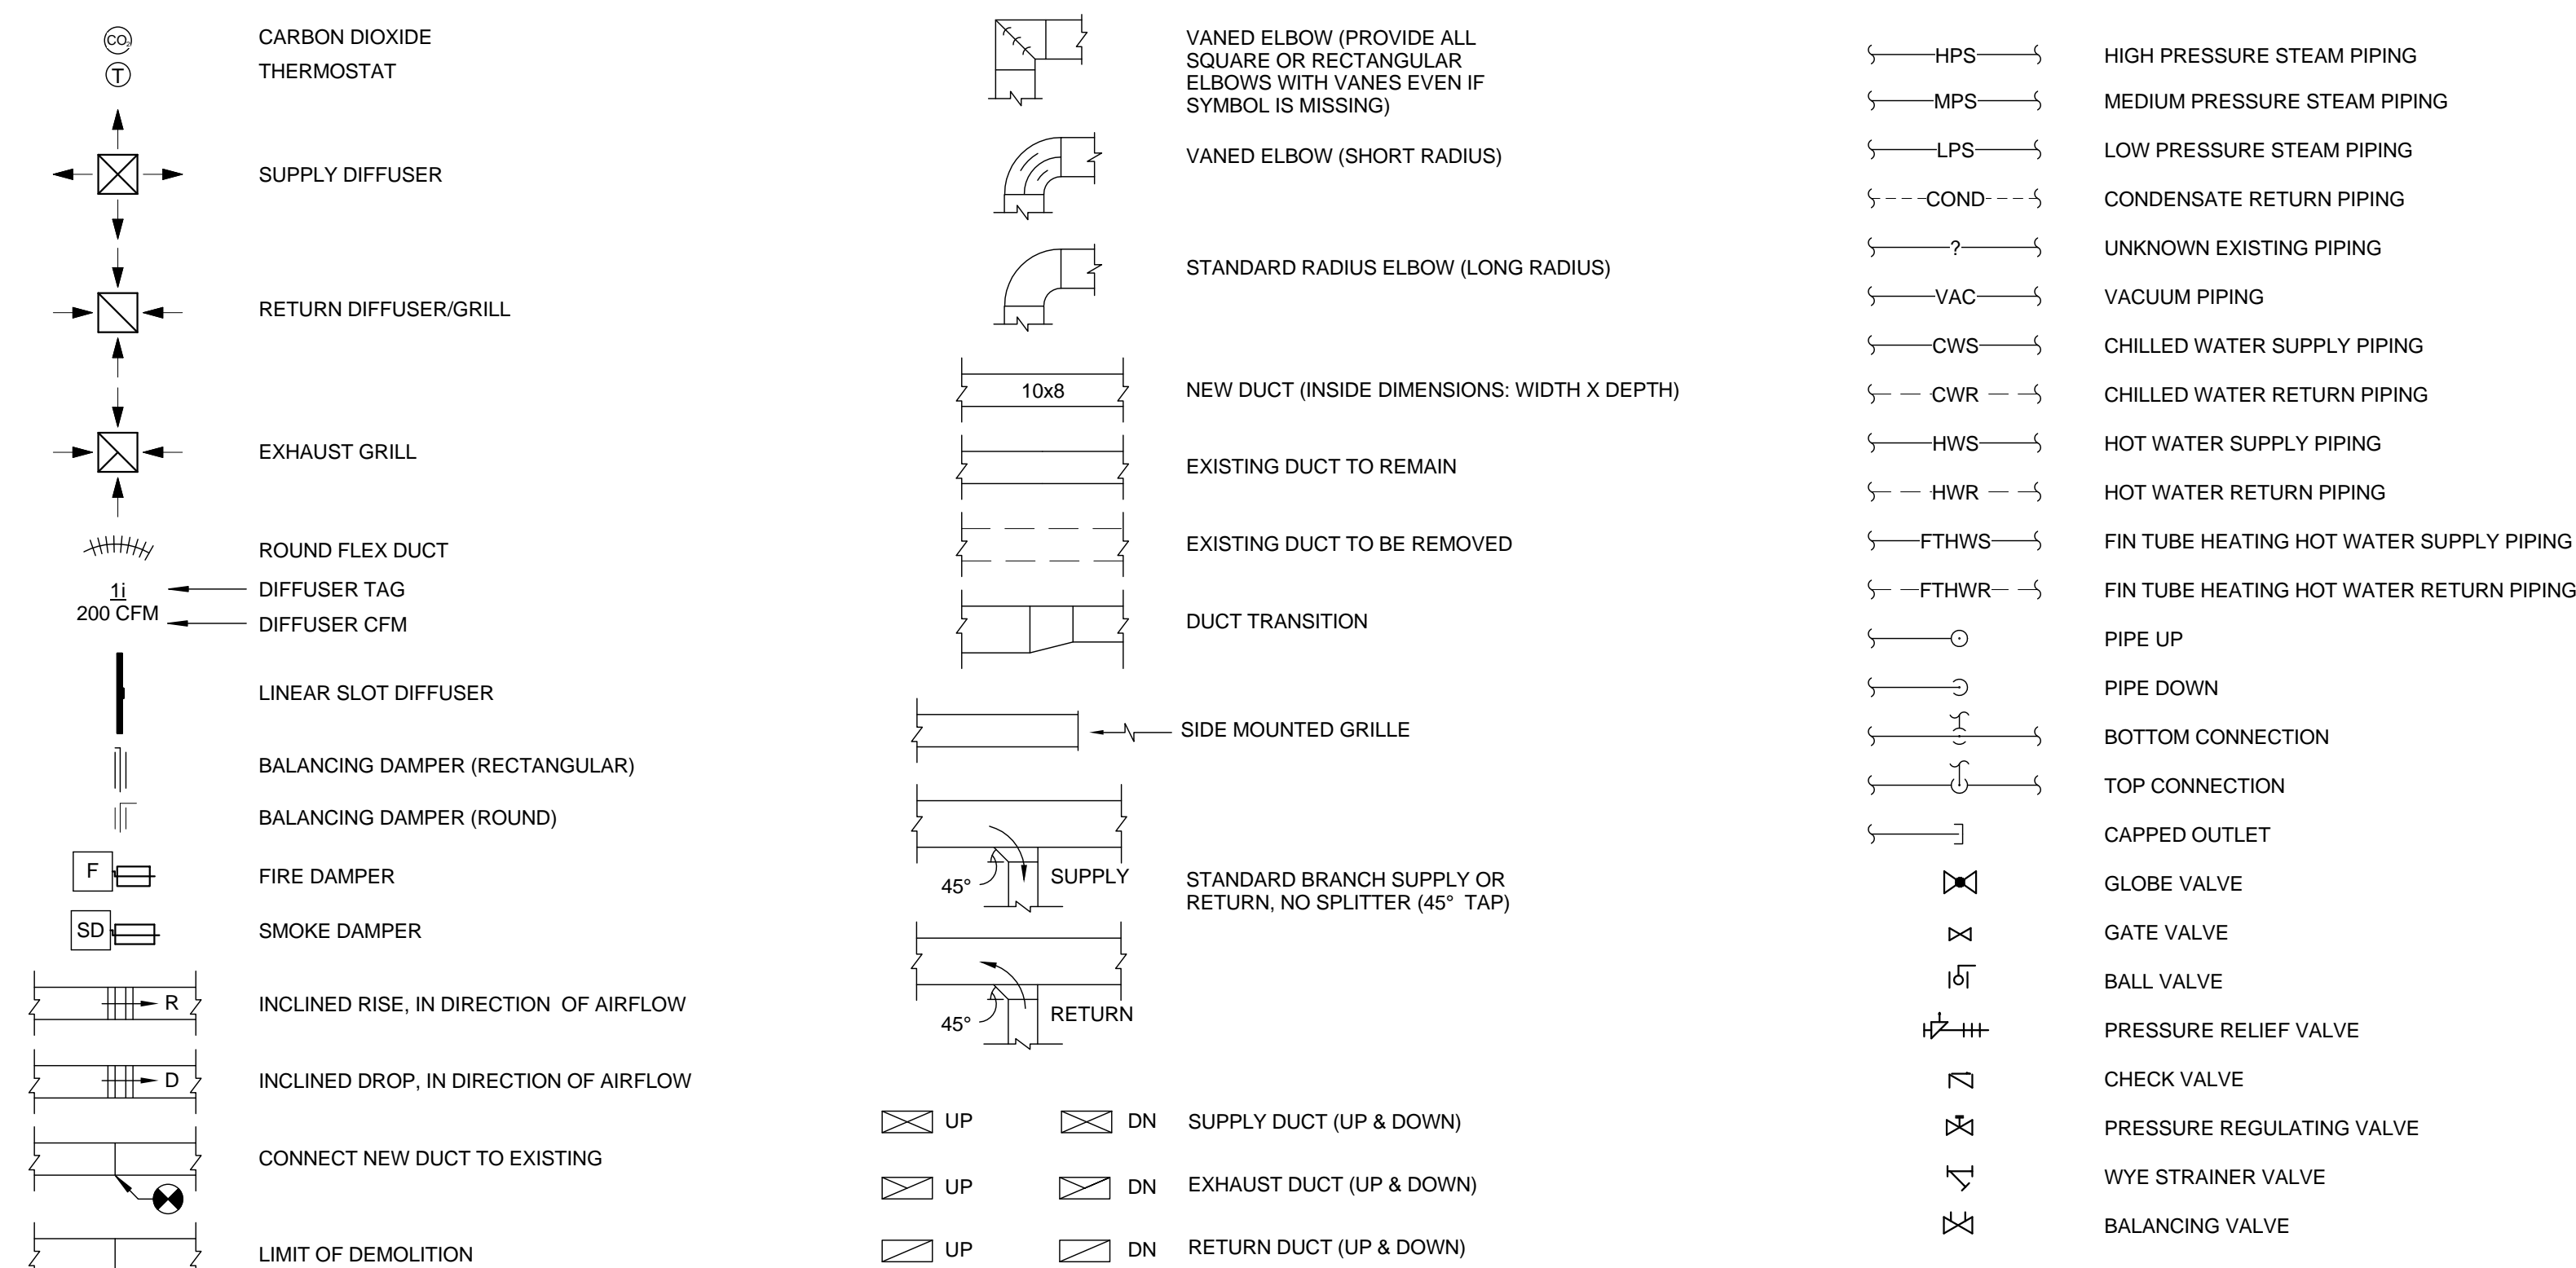 CO2
CARBON DIOXIDE
T
THERMOSTAT
SUPPLY DIFFUSER
RETURN DIFFUSER/GRILL
EXHAUST GRILL
ROUND FLEX DUCT
1i
DIFFUSER TAG
200 CFM
DIFFUSER CFM
LINEAR SLOT DIFFUSER
BALANCING DAMPER (RECTANGULAR)
BALANCING DAMPER (ROUND)
F
FIRE DAMPER
SD
SMOKE DAMPER
R
INCLINED RISE, IN DIRECTION OF AIRFLOW
D
INCLINED DROP, IN DIRECTION OF AIRFLOW
CONNECT NEW DUCT TO EXISTING
LIMIT OF DEMOLITION
VANED ELBOW (PROVIDE ALL
SQUARE OR RECTANGULAR
ELBOWS WITH VANES EVEN IF
SYMBOL IS MISSING)
VANED ELBOW (SHORT RADIUS)
STANDARD RADIUS ELBOW (LONG RADIUS)
10x8
NEW DUCT (INSIDE DIMENSIONS: WIDTH X DEPTH)
EXISTING DUCT TO REMAIN
EXISTING DUCT TO BE REMOVED
DUCT TRANSITION
SIDE MOUNTED GRILLE
45°
SUPPLY
STANDARD BRANCH SUPPLY OR
RETURN, NO SPLITTER (45° TAP)
45°
RETURN
UP DN SUPPLY DUCT (UP & DOWN)
UP DN EXHAUST DUCT (UP & DOWN)
UP DN RETURN DUCT (UP & DOWN)
HPS HIGH PRESSURE STEAM PIPING
MPS MEDIUM PRESSURE STEAM PIPING
LPS LOW PRESSURE STEAM PIPING
COND CONDENSATE RETURN PIPING
? UNKNOWN EXISTING PIPING
VAC VACUUM PIPING
CWS CHILLED WATER SUPPLY PIPING
CWR CHILLED WATER RETURN PIPING
HWS HOT WATER SUPPLY PIPING
HWR HOT WATER RETURN PIPING
FTHWS FIN TUBE HEATING HOT WATER SUPPLY PIPING
FTHWR FIN TUBE HEATING HOT WATER RETURN PIPING
PIPE UP
PIPE DOWN
BOTTOM CONNECTION
TOP CONNECTION
CAPPED OUTLET
GLOBE VALVE
GATE VALVE
BALL VALVE
PRESSURE RELIEF VALVE
CHECK VALVE
PRESSURE REGULATING VALVE
WYE STRAINER VALVE
BALANCING VALVE